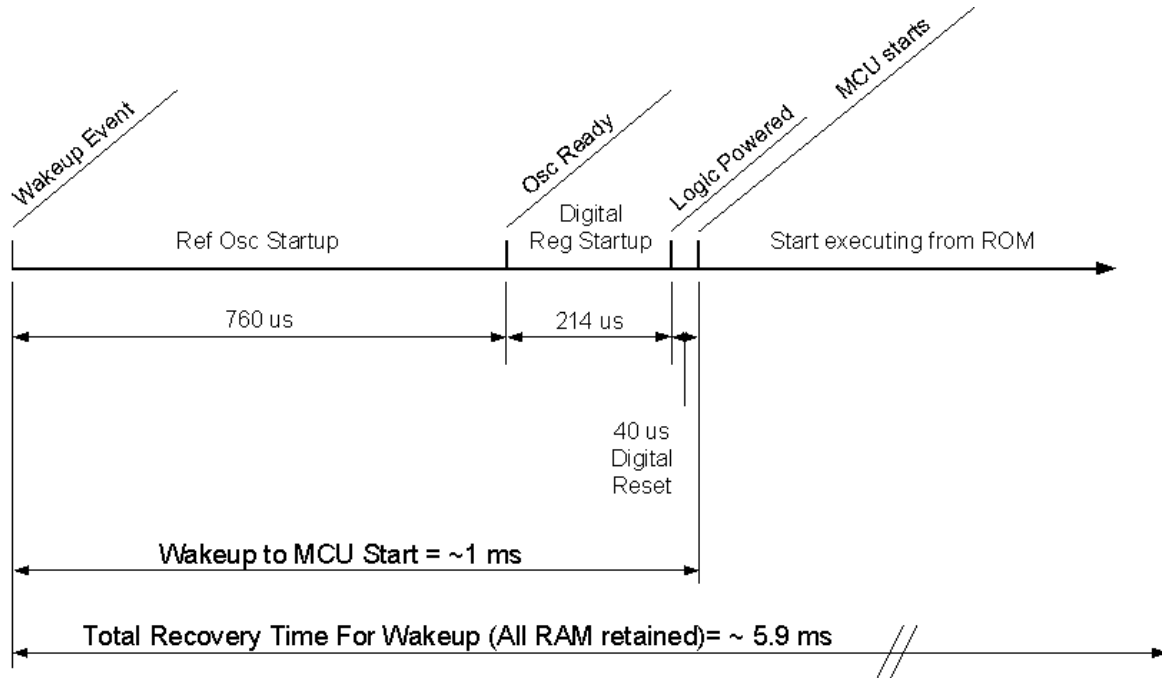 Wakeup Event
Osc Ready
Logic Powered
MCU starts
Ref Osc Startup
Digital
Reg Startup
Start executing from ROM
760 us
214 us
40 us
Digital
Reset
Wakeup to MCU Start = ~1 ms
Total Recovery Time For Wakeup (All RAM retained)= ~ 5.9 ms